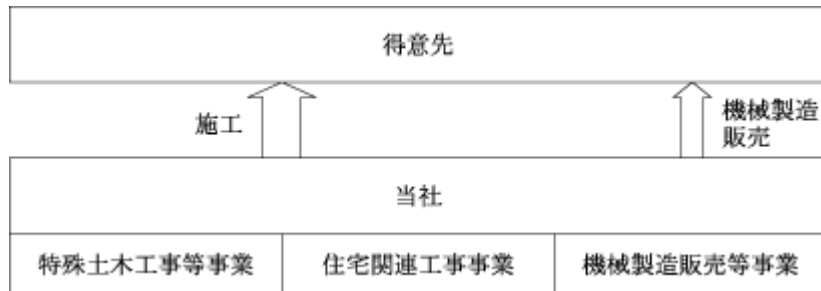 得意先
施工
機械製造
販売
当社
特殊土木工事等事業
住宅関連工事事業
機械製造販売等事業